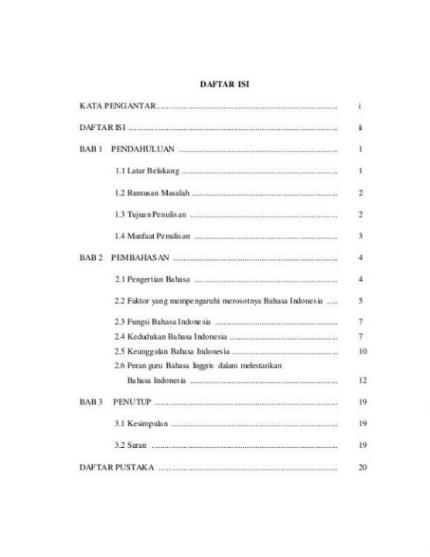 DAFTAR ISI
KATA PENGANTAR.................................................................................. i
DAFTAR ISI ............................................................................................... ii
BAB 1 PENDAHULUAN ........................................................................ 1
1.1 Latar Belakang ....................................................................... 1
1.2 Rumusan Masalah .................................................................. 2
1.3 Tujuan Penulisan ................................................................... 2
1.4 Manfaat Penulisan ................................................................. 3
BAB 2 PEMBAHASAN ........................................................................... 4
2.1 Pengertian Bahasa ................................................................. 4
2.2 Faktor yang mempengaruhi merosotnya Bahasa Indonesia ..... 5
2.3 Fungsi Bahasa Indonesia ........................................................ 7
2.4 Kedudukan Bahasa Indonesia ................................................. 7
2.5 Keunggulan Bahasa Indonesia ................................................ 10
2.6 Peran guru Bahasa Inggris dalam melestarikan
Bahasa Indonesia ................................................................... 12
BAB 3 PENUTUP ................................................................................... 19
3.1 Kesimpulan ............................................................................ 19
3.2 Saran ..................................................................................... 19
DAFTAR PUSTAKA ................................................................................. 20